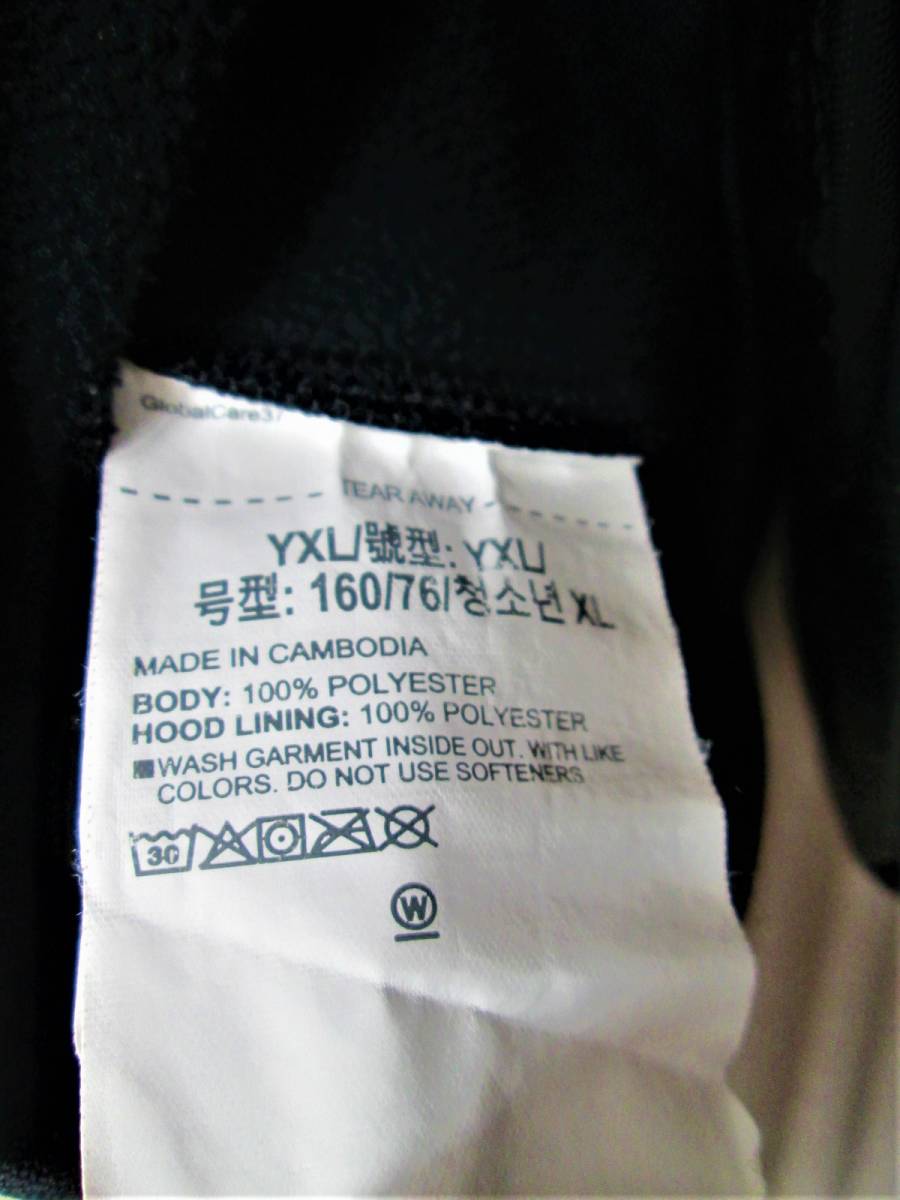 GlobalCare37
TEAR AWAY
YXL/號型: YXL/
号型: 160/76/청소년 XL
MADE IN CAMBODIA
BODY: 100% POLYESTER
HOOD LINING: 100% POLYESTER
WASH GARMENT INSIDE OUT. WITH LIKE
COLORS. DO NOT USE SOFTENERS
30
W